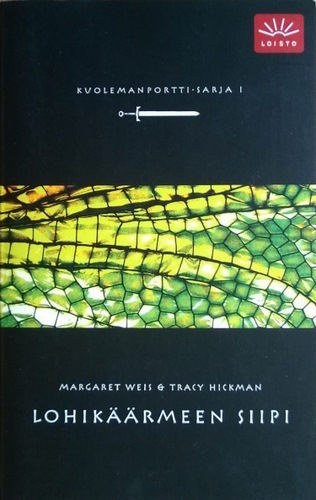 LOISTO
KUOLEMANPORTTI-SARJA I
MARGARET WEIS & TRACY HICKMAN
LOHIKÄÄRMEEN SIIPI